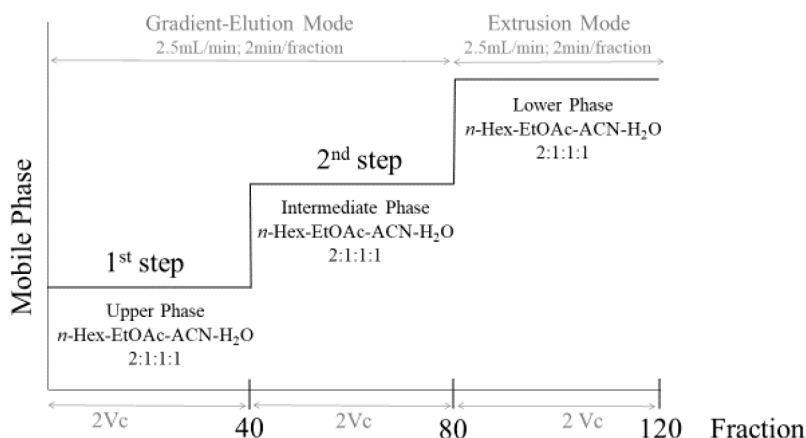 Gradient-Elution Mode
2.5mL/min; 2min/fraction
Extrusion Mode
2.5mL/min; 2min/fraction
Mobile Phase
1st step
Upper Phase
n-Hex-EtOAc-ACN-H2O
2:1:1:1
2nd step
Intermediate Phase
n-Hex-EtOAc-ACN-H2O
2:1:1:1
Lower Phase
n-Hex-EtOAc-ACN-H2O
2:1:1:1
2Vc
2Vc
2 Vc
40
80
120
Fraction